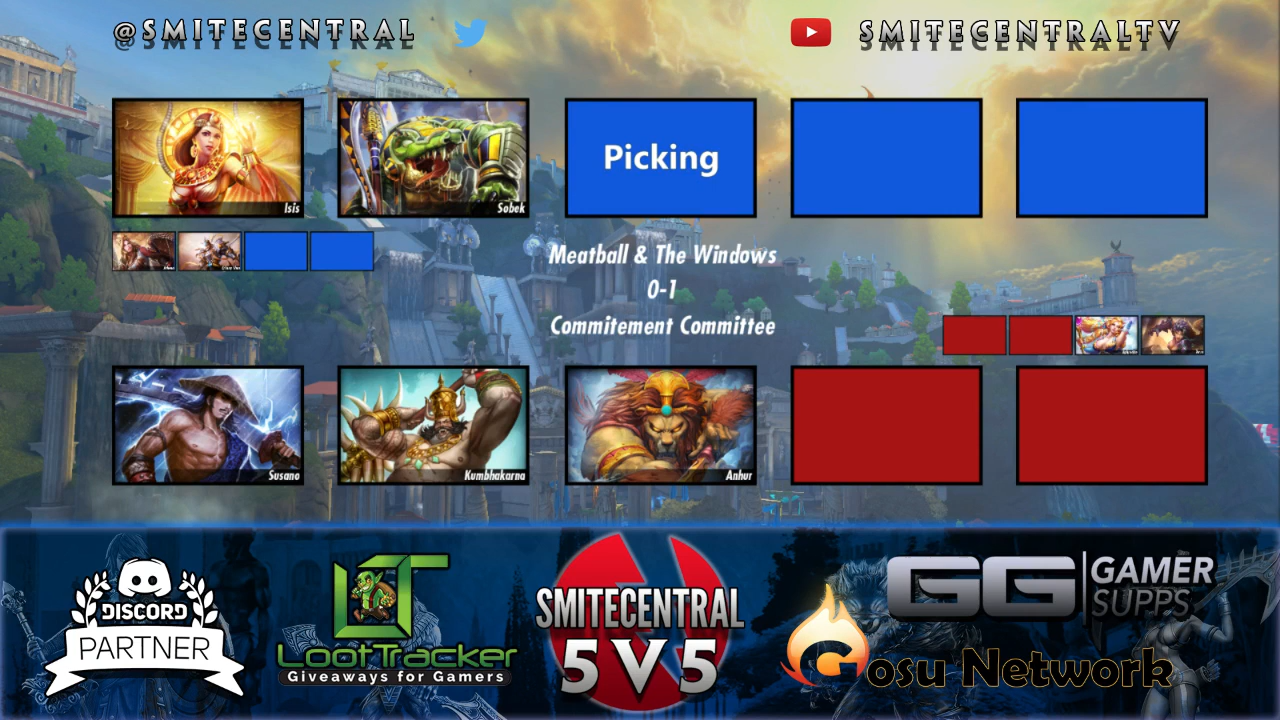 @SMITECENTRAL
SMITECENTRALTV
Isis
Sobek
Picking
Meatball & The Windows
0-1
Commitement Committee
Susano
Kumbhakarna
Anhur
DISCORD
PARTNER
LT
LootTracker
Giveaways for Gamers
SMITECENTRAL
5V5
GG GAMER
SUPPS
Gosu Network